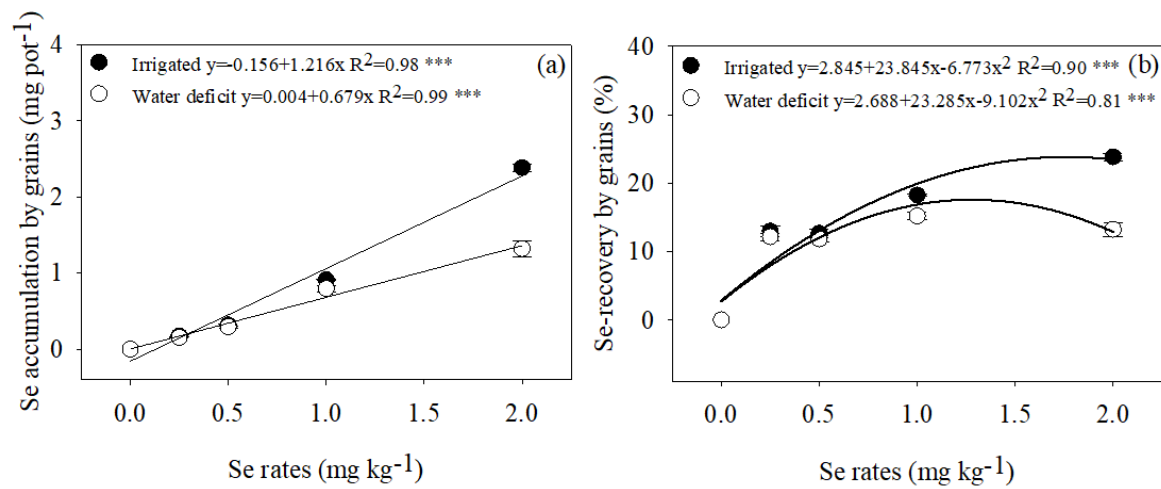 Se accumulation by grains (mg pot-1)
4
3
2
1
0
Irrigated y=-0.156+1.216x R2=0.98 ***
Water deficit y=0.004+0.679x R2=0.99 ***
(a)
0.0 0.5 1.0 1.5 2.0
Se rates (mg kg-1)
Se-recovery by grains (%)
40
30
20
10
0
Irrigated y=2.845+23.845x-6.773x2 R2=0.90 ***
Water deficit y=2.688+23.285x-9.102x2 R2=0.81 ***
(b)
0.0 0.5 1.0 1.5 2.0
Se rates (mg kg-1)